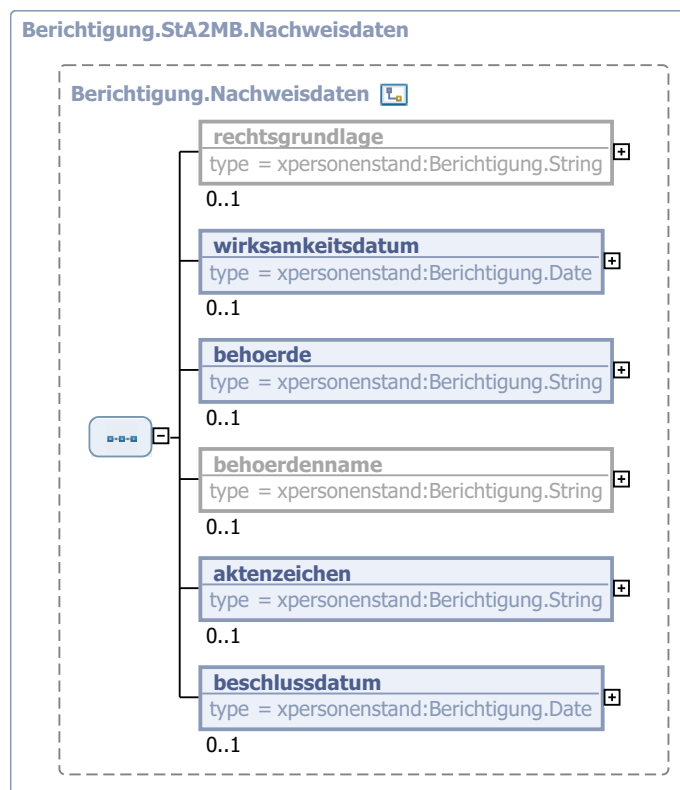 Berichtigung.StA2MB.Nachweisdaten
Berichtigung.Nachweisdaten
rechtsgrundlage
type = xpersonenstand:Berichtigung.String
0..1
wirksamkeitsdatum
type = xpersonenstand:Berichtigung.Date
0..1
behoerde
type = xpersonenstand:Berichtigung.String
0..1
behoerdenname
type = xpersonenstand:Berichtigung.String
0..1
aktenzeichen
type = xpersonenstand:Berichtigung.String
0..1
beschlussdatum
type = xpersonenstand:Berichtigung.Date
0..1